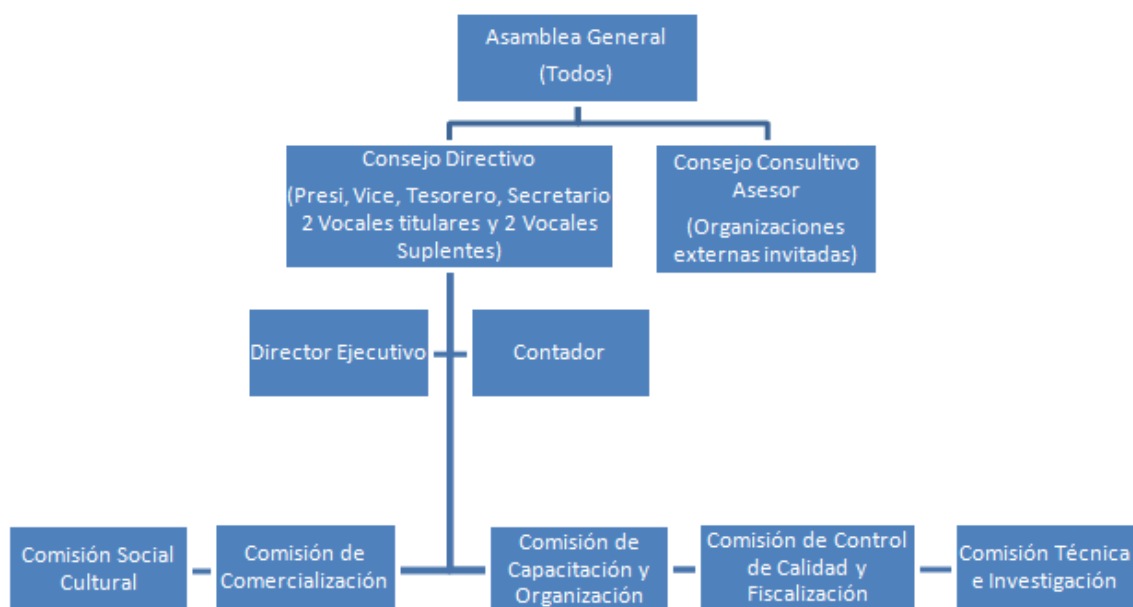 Asamblea General
(Todos)
Consejo Directivo
(Presi, Vice, Tesorero, Secretario
2 Vocales titulares y 2 Vocales
Suplentes)
Consejo Consultivo
Asesor
(Organizaciones
externas invitadas)
Director Ejecutivo
Contador
Comisión Social
Cultural
Comisión de
Comercialización
Comisión de
Capacitación y
Organización
Comisión de Control
de Calidad y
Fiscalización
Comisión Técnica
e Investigación